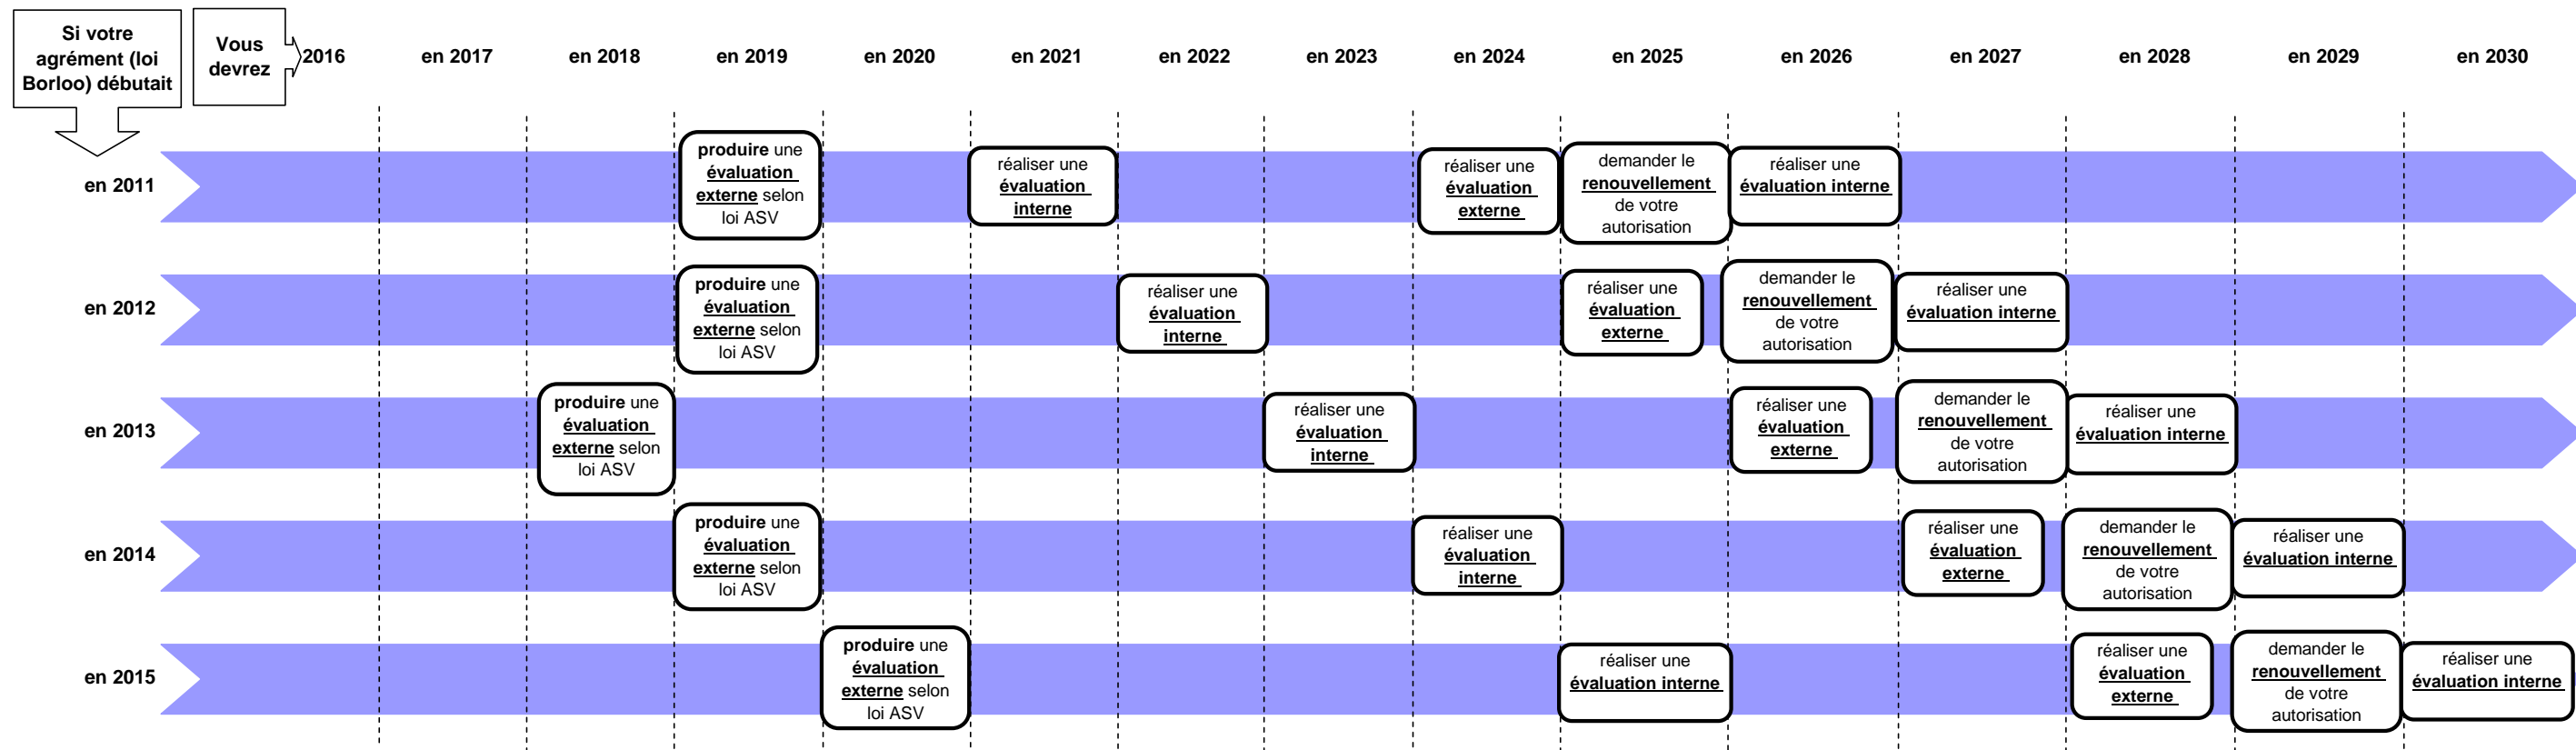 Si votre
agrément (loi
Borloo) débutait
Vous
devrez
2016
en 2017
en 2018
en 2019
en 2020
en 2021
en 2022
en 2023
en 2024
en 2025
en 2026
en 2027
en 2028
en 2029
en 2030
en 2011
produire une
évaluation
externe selon
loi ASV
réaliser une
évaluation
interne
réaliser une
évaluation
externe
demander le
renouvellement
de votre
autorisation
réaliser une
évaluation interne
en 2012
produire une
évaluation
externe selon
loi ASV
réaliser une
évaluation
interne
réaliser une
évaluation
externe
demander le
renouvellement
de votre
autorisation
réaliser une
évaluation interne
en 2013
produire une
évaluation
externe selon
loi ASV
réaliser une
évaluation
interne
réaliser une
évaluation
externe
demander le
renouvellement
de votre
autorisation
réaliser une
évaluation interne
en 2014
produire une
évaluation
externe selon
loi ASV
réaliser une
évaluation
interne
réaliser une
évaluation
externe
demander le
renouvellement
de votre
autorisation
réaliser une
évaluation interne
en 2015
produire une
évaluation
externe selon
loi ASV
réaliser une
évaluation interne
réaliser une
évaluation
externe
demander le
renouvellement
de votre
autorisation
réaliser une
évaluation interne